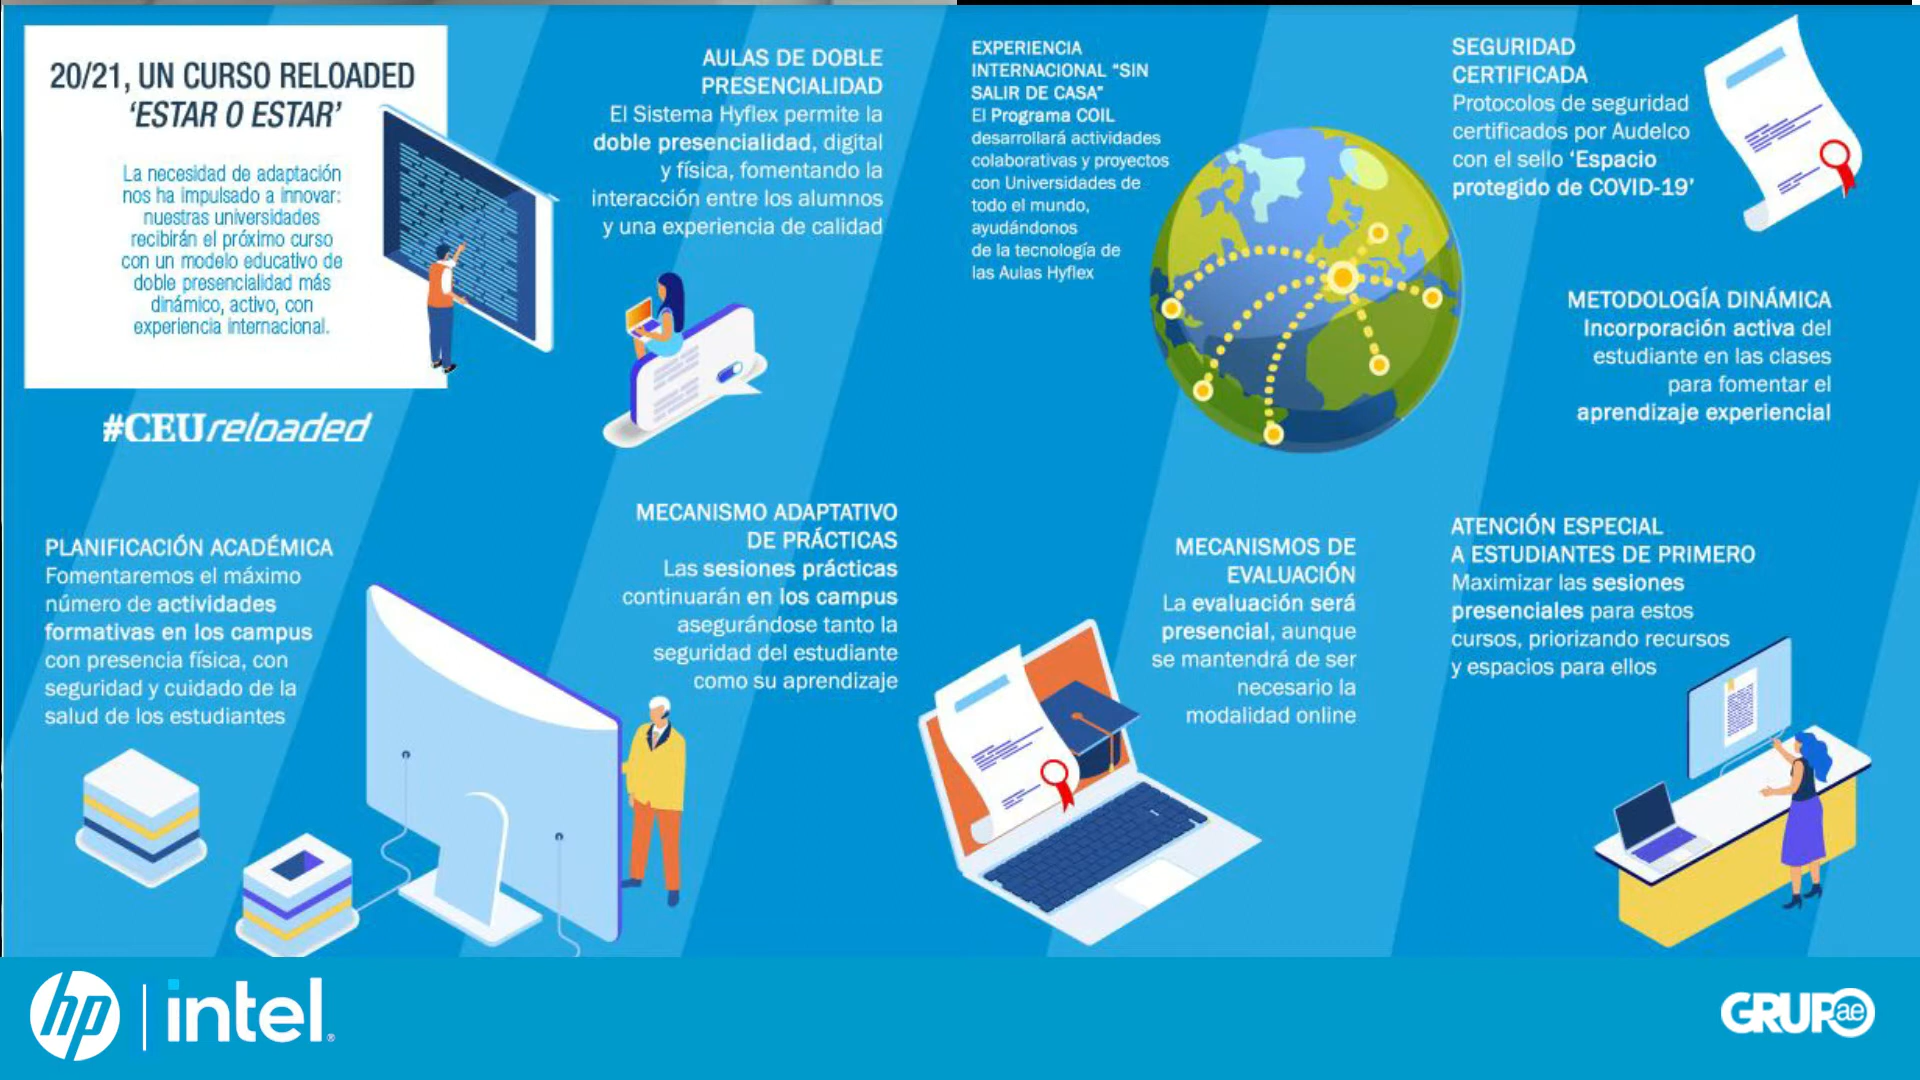 20/21, UN CURSO RELOADED
‘ESTAR O ESTAR’
La necesidad de adaptación
nos ha impulsado a innovar:
nuestras universidades
recibirán el próximo curso
con un modelo educativo de
doble presencialidad más
dinámico, activo, con
experiencia internacional.
#CEUreloaded
AULAS DE DOBLE
PRESENCIALIDAD
El Sistema Hyflex permite la
doble presencialidad, digital
y física, fomentando la
interacción entre los alumnos
y una experiencia de calidad
EXPERIENCIA
INTERNACIONAL “SIN
SALIR DE CASA”
El Programa COIL
desarrollará actividades
colaborativas y proyectos
con Universidades de
todo el mundo,
ayudándonos
de la tecnología de
las Aulas Hyflex
SEGURIDAD
CERTIFICADA
Protocolos de seguridad
certificados por Audelco
con el sello ‘Espacio
protegido de COVID-19’
METODOLOGÍA DINÁMICA
Incorporación activa del
estudiante en las clases
para fomentar el
aprendizaje experiencial
PLANIFICACIÓN ACADÉMICA
Fomentaremos el máximo
número de actividades
formativas en los campus
con presencia física, con
seguridad y cuidado de la
salud de los estudiantes
MECANISMO ADAPTATIVO
DE PRÁCTICAS
Las sesiones prácticas
continuarán en los campus
asegurándose tanto la
seguridad del estudiante
como su aprendizaje
MECANISMOS DE
EVALUACIÓN
La evaluación será
presencial, aunque
se mantendrá de ser
necesario la
modalidad online
ATENCIÓN ESPECIAL
A ESTUDIANTES DE PRIMERO
Maximizar las sesiones
presenciales para estos
cursos, priorizando recursos
y espacios para ellos
hp | intel.
GRUPO ae